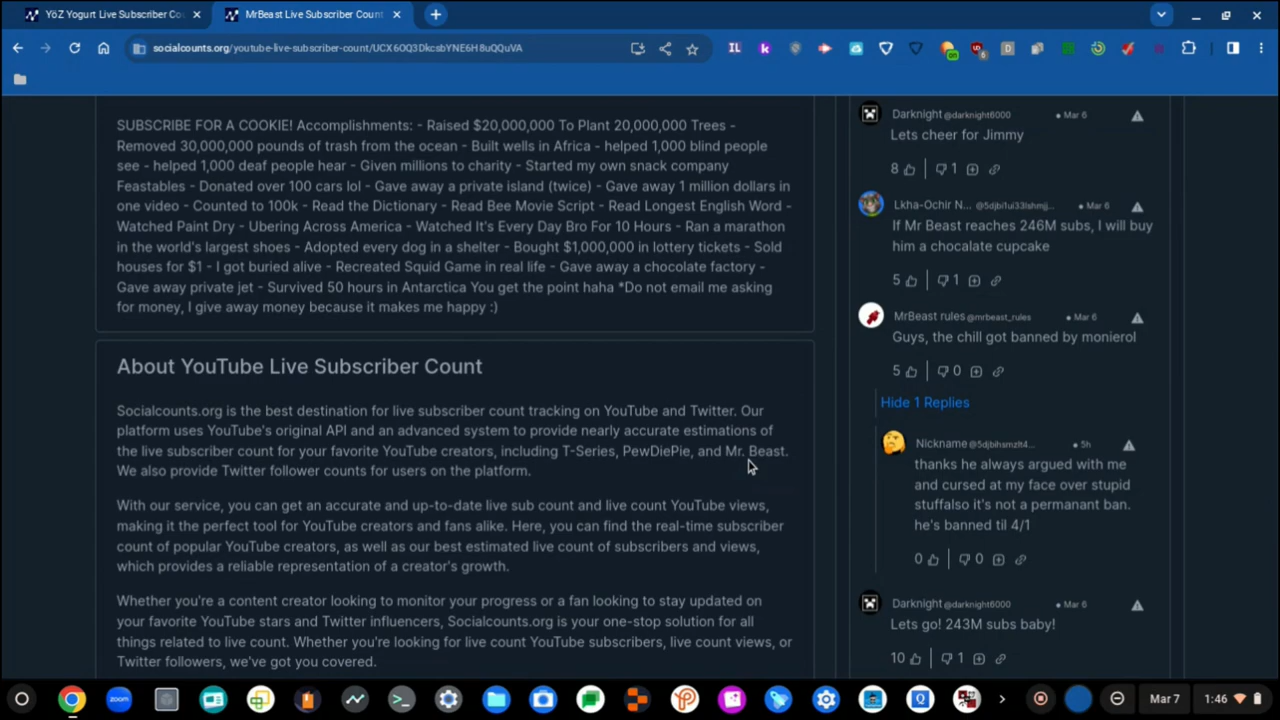 YöZ Yogurt Live Subscriber Co
MrBeast Live Subscriber Count
socialcounts.org/youtube-live-subscriber-count/UCX6OQ3DkcsbYNE6H8uQQuVA
SUBSCRIBE FOR A COOKIE! Accomplishments: - Raised $20,000,000 To Plant 20,000,000 Trees -
Removed 30,000,000 pounds of trash from the ocean - Built wells in Africa - helped 1,000 blind people
see - helped 1,000 deaf people hear - Given millions to charity - Started my own snack company
Feastables - Donated over 100 cars lol - Gave away a private island (twice) - Gave away 1 million dollars in
one video - Counted to 100k - Read the Dictionary - Read Bee Movie Script - Read Longest English Word -
Watched Paint Dry - Ubering Across America - Watched It's Every Day Bro For 10 Hours - Ran a marathon
in the world's largest shoes - Adopted every dog in a shelter - Bought $1,000,000 in lottery tickets - Sold
houses for $1 - I got buried alive - Recreated Squid Game in real life - Gave away a chocolate factory -
Gave away private jet - Survived 50 hours in Antarctica You get the point haha *Do not email me asking
for money, I give away money because it makes me happy :)
About YouTube Live Subscriber Count
Socialcounts.org is the best destination for live subscriber count tracking on YouTube and Twitter. Our
platform uses YouTube's original API and an advanced system to provide nearly accurate estimations of
the live subscriber count for your favorite YouTube creators, including T-Series, PewDiePie, and Mr. Beast.
We also provide Twitter follower counts for users on the platform.
With our service, you can get an accurate and up-to-date live sub count and live count YouTube views,
making it the perfect tool for YouTube creators and fans alike. Here, you can find the real-time subscriber
count of popular YouTube creators, as well as our best estimated live count of subscribers and views,
which provides a reliable representation of a creator's growth.
Whether you're a content creator looking to monitor your progress or a fan looking to stay updated on
your favorite YouTube stars and Twitter influencers, Socialcounts.org is your one-stop solution for all
things related to live count. Whether you're looking for live count YouTube subscribers, live count views, or
Twitter followers, we've got you covered.
Darknight @darknight6000 • Mar 6
Lets cheer for Jimmy
8 1
Lkha-Ochir N... • Mar 6
If Mr Beast reaches 246M subs, I will buy
him a chocalate cupcake
5 1
MrBeast rules @mrbeast_rules • Mar 6
Guys, the chill got banned by monierol
5 0
Hide 1 Replies
Nickname @5djbihsmzlt4... • 5h
thanks he always argued with me
and cursed at my face over stupid
stuffalso it's not a permanant ban.
he's banned til 4/1
0 0
Darknight @darknight6000 • Mar 6
Lets go! 243M subs baby!
10 1
zoom
Mar 7
1:46